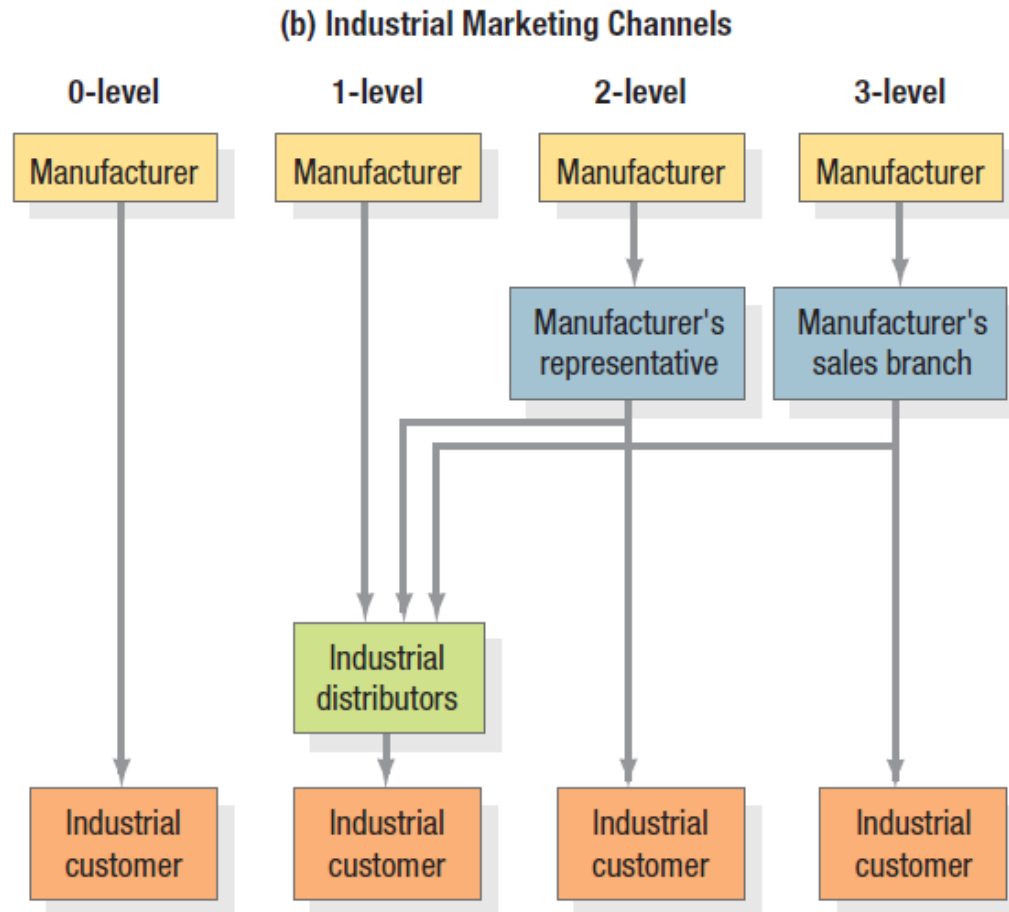 (b) Industrial Marketing Channels
0-level
1-level
2-level
3-level
Manufacturer
Manufacturer
Manufacturer
Manufacturer
Manufacturer's
representative
Manufacturer's
sales branch
Industrial
distributors
Industrial
customer
Industrial
customer
Industrial
customer
Industrial
customer